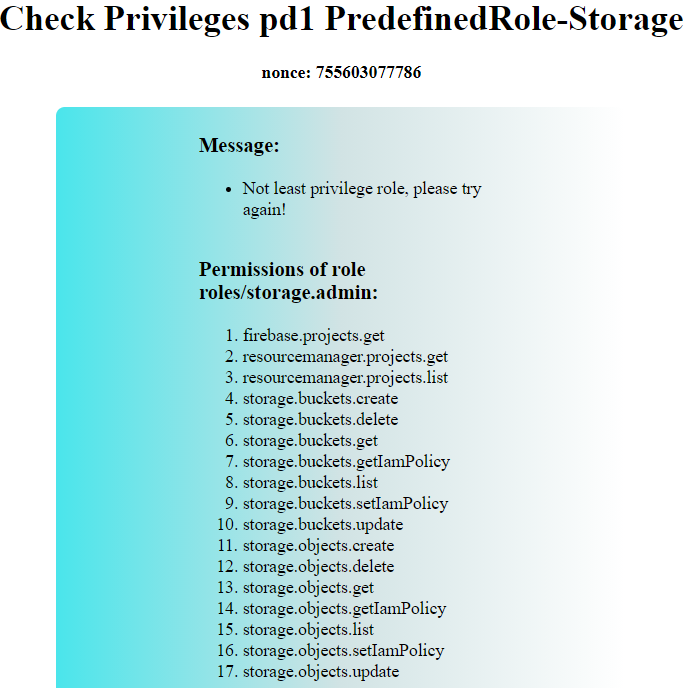 Check Privileges pd1 PredefinedRole-Storage
nonce: 755603077786
Message:
• Not least privilege role, please try
again!
Permissions of role
roles/storage.admin:
1. firebase.projects.get
2. resourcemanager.projects.get
3. resourcemanager.projects.list
4. storage.buckets.create
5. storage.buckets.delete
6. storage.buckets.get
7. storage.buckets.getIamPolicy
8. storage.buckets.list
9. storage.buckets.setIamPolicy
10. storage.buckets.update
11. storage.objects.create
12. storage.objects.delete
13. storage.objects.get
14. storage.objects.getIamPolicy
15. storage.objects.list
16. storage.objects.setIamPolicy
17. storage.objects.update